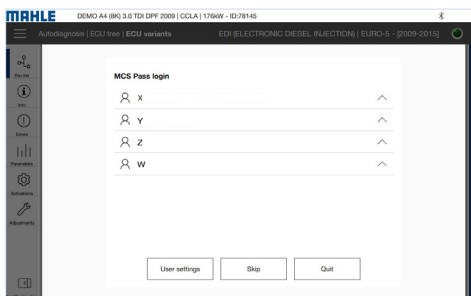 MAHLE DEMO A4 (8K) 3.0 TDI DPF 2009 | CCLA | 176kW - ID:78145
Autodiagnosis | ECU tree | ECU variants EDI (ELECTRONIC DIESEL INJECTION) | EURO-5 - [2009-2015]
MCS Pass login
X
Info
Y
Errors
Z
Parameters
W
Activations
Adjustments
User settings Skip Quit